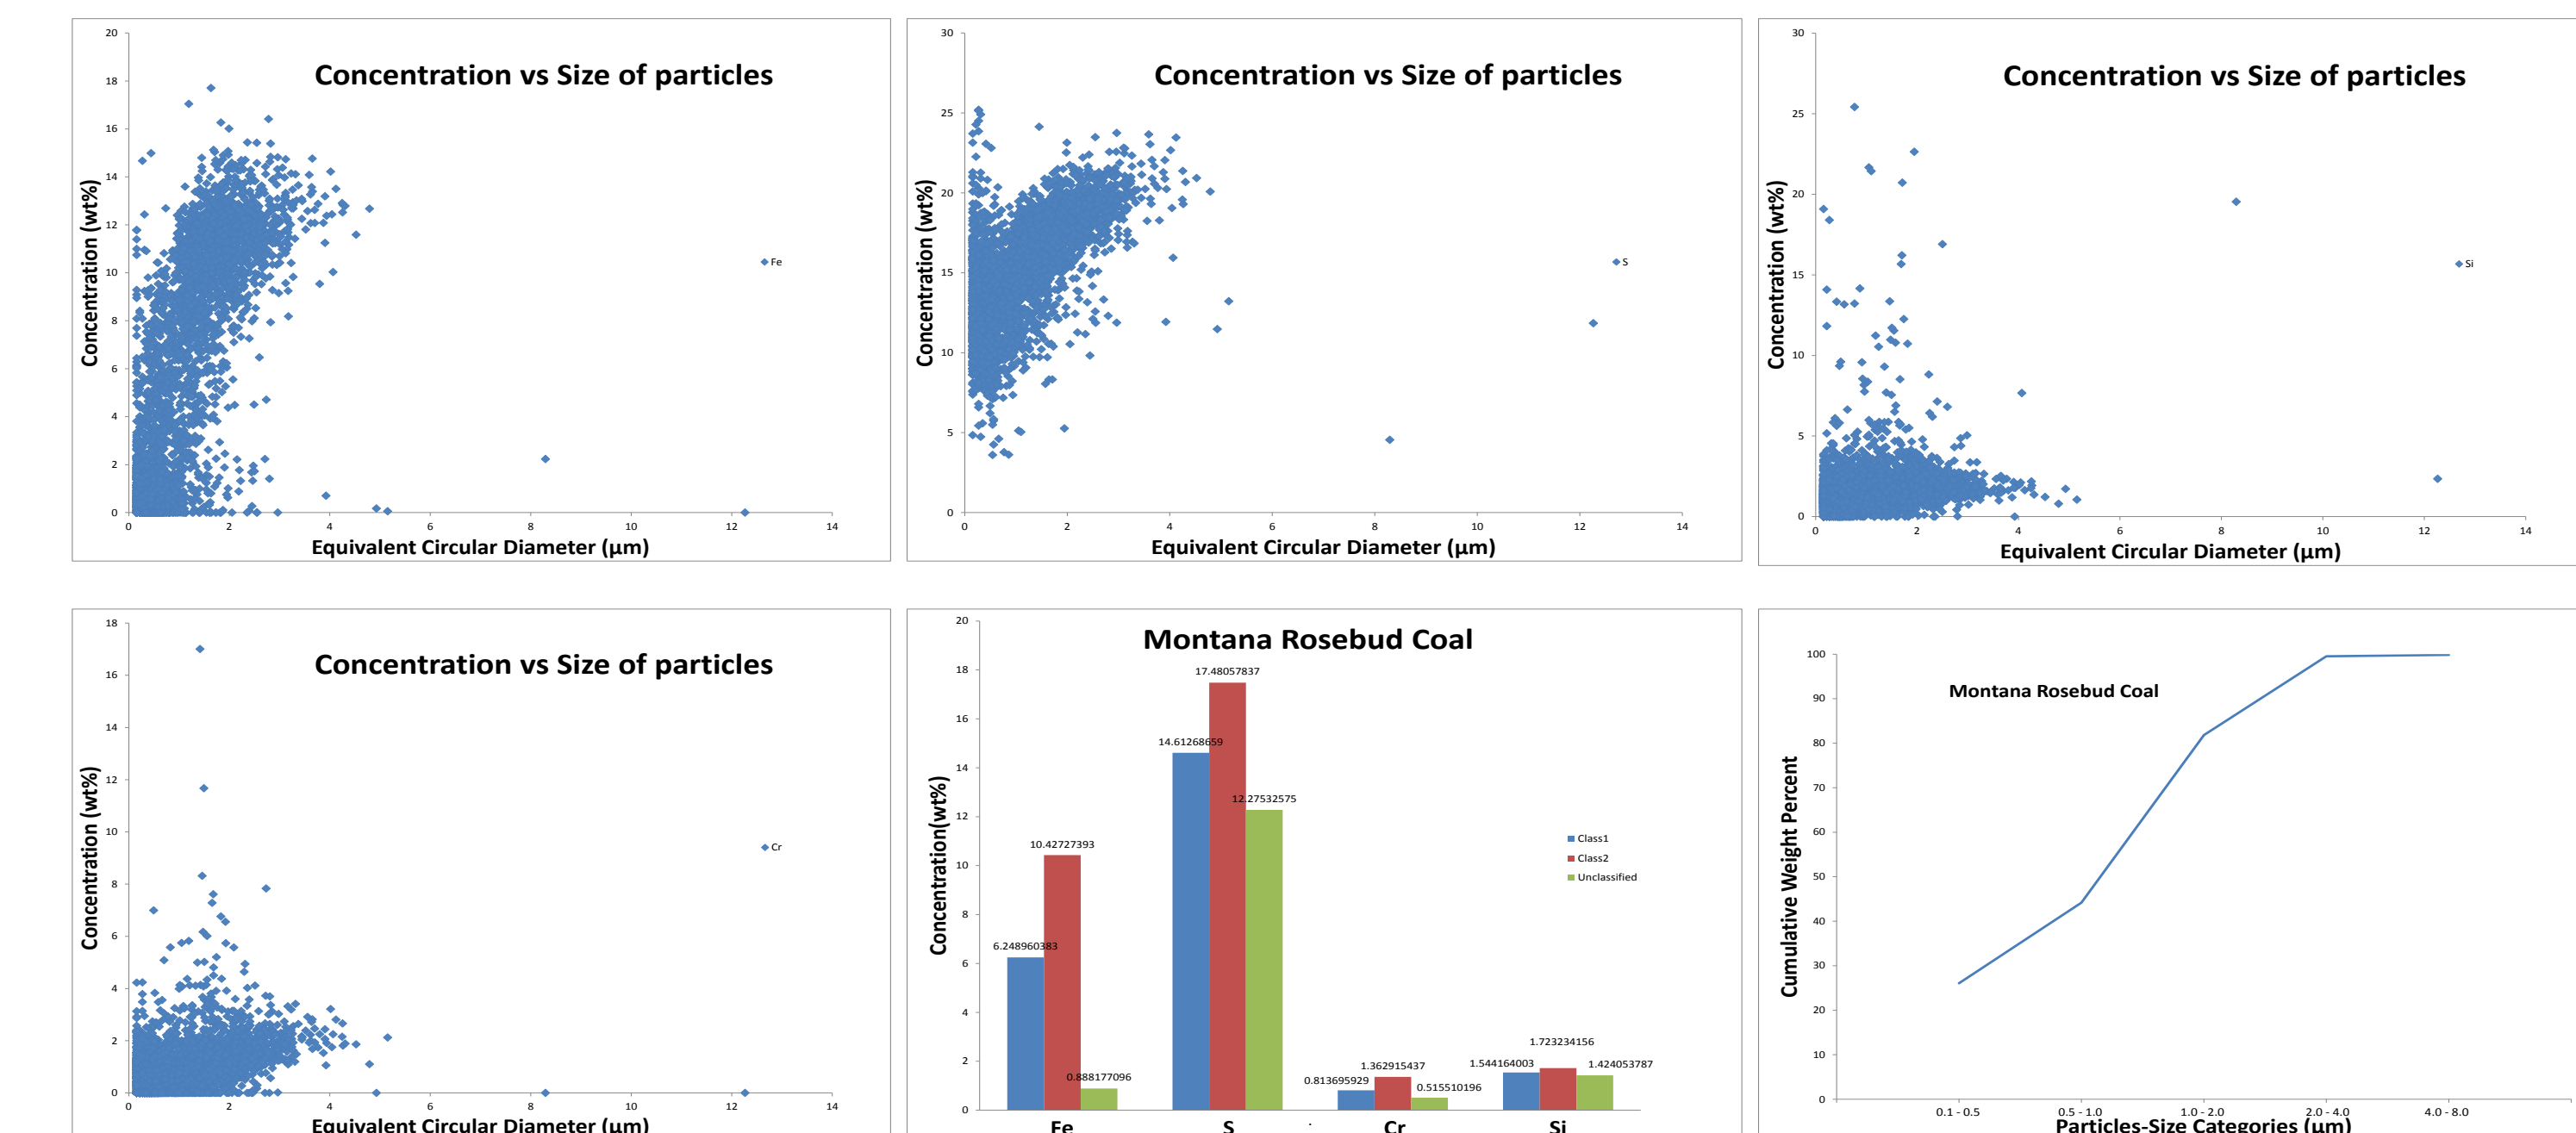 Concentration vs Size of particles
20
18
16
14
12
10
8
6
4
2
0
Concentration (wt%)
Fe
0 2 4 6 8 10 12 14
Equivalent Circular Diameter (µm)
Concentration vs Size of particles
30
25
20
15
10
5
0
Concentration (wt%)
S
0 2 4 6 8 10 12 14
Equivalent Circular Diameter (µm)
Concentration vs Size of particles
30
25
20
15
10
5
0
Concentration (wt%)
Si
0 2 4 6 8 10 12 14
Equivalent Circular Diameter (µm)
Concentration vs Size of particles
18
16
14
12
10
8
6
4
2
0
Concentration (wt%)
Cr
0 2 4 6 8 10 12 14
Equivalent Circular Diameter (µm)
Montana Rosebud Coal
20
18
16
14
12
10
8
6
4
2
0
Concentration(wt%)
6.248960383
10.42727393
0.888177096
14.61268659
17.48057837
12.27532575
0.813695929
1.362915437
0.515510196
1.544164003
1.723234156
1.424053787
Class1
Class2
Unclassified
Fe S Cr Si
Montana Rosebud Coal
100
90
80
70
60
50
40
30
20
10
0
Cumulative Weight Percent
0.1 - 0.5 0.5 - 1.0 1.0 - 2.0 2.0 - 4.0 4.0 - 8.0
Particles-Size Categories (µm)